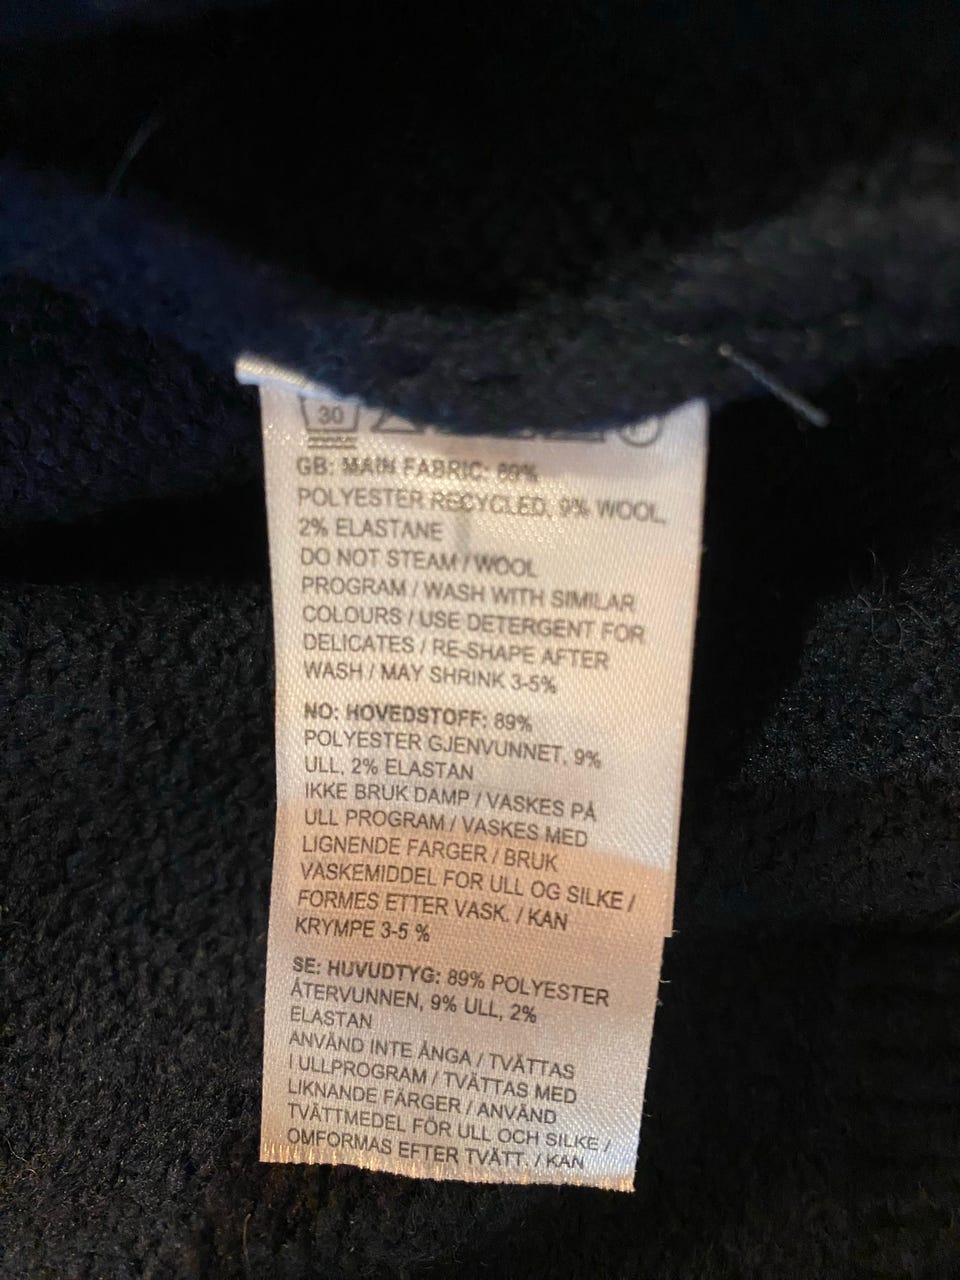 30
GB: MAIN FABRIC: 89%
POLYESTER RECYCLED, 9% WOOL,
2% ELASTANE
DO NOT STEAM / WOOL
PROGRAM / WASH WITH SIMILAR
COLOURS / USE DETERGENT FOR
DELICATES / RE-SHAPE AFTER
WASH / MAY SHRINK 3-5%
NO: HOVEDSTOFF: 89%
POLYESTER GJENVUNNET, 9%
ULL, 2% ELASTAN
IKKE BRUK DAMP / VASKES PÅ
ULL PROGRAM / VASKES MED
LIGNENDE FARGER / BRUK
VASKEMIDDEL FOR ULL OG SILKE /
FORMES ETTER VASK. / KAN
KRYMPE 3-5 %
SE: HUVUDTYG: 89% POLYESTER
ÅTERVUNNEN, 9% ULL, 2%
ELASTAN
ANVÄND INTE ÅNGA / TVÄTTAS
I ULLPROGRAM / TVÄTTAS MED
LIKNANDE FÄRGER / ANVÄND
TVÄTTMEDEL FÖR ULL OCH SILKE /
OMFORMAS EFTER TVÄTT. / KAN